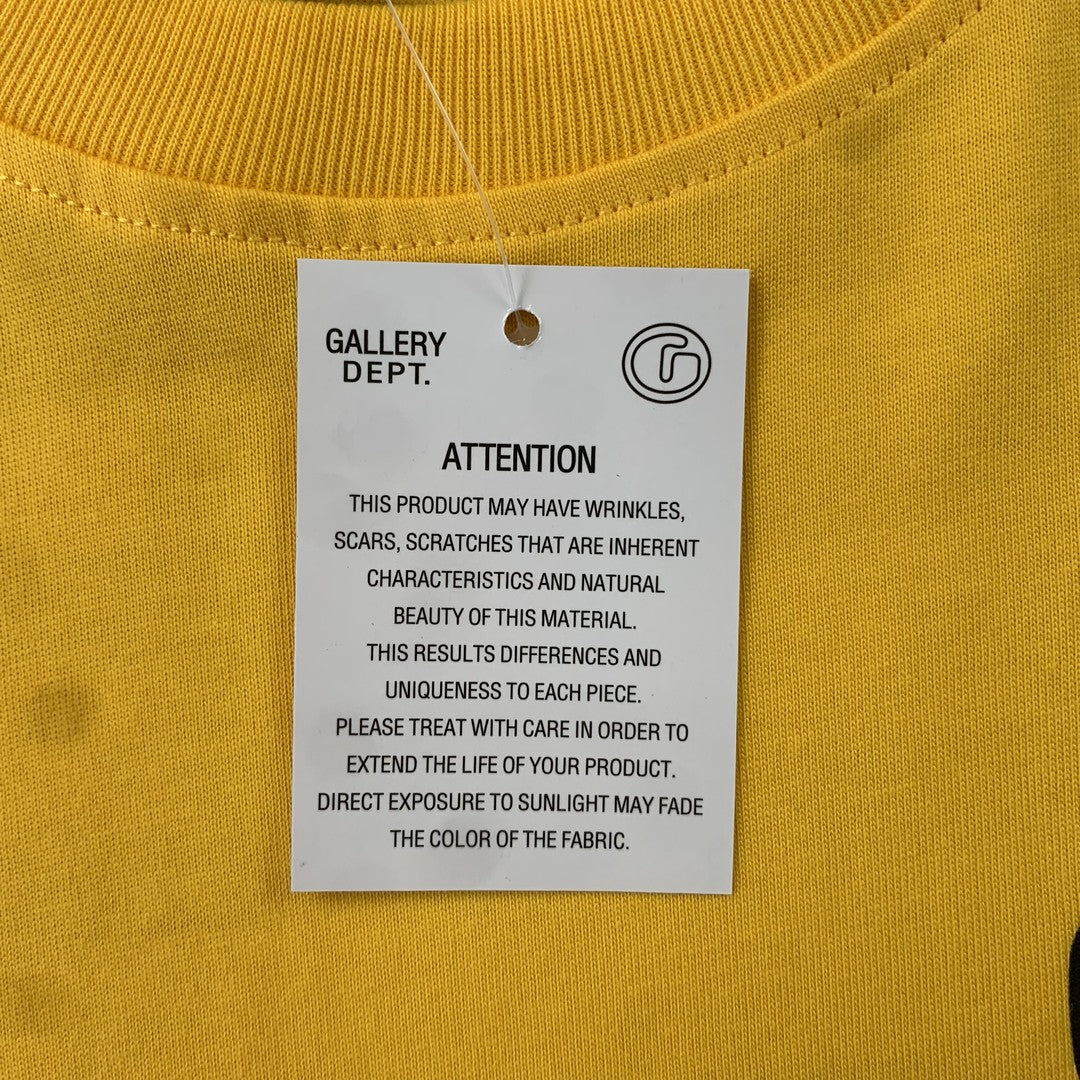 GALLERY
DEPT.
ATTENTION
THIS PRODUCT MAY HAVE WRINKLES,
SCARS, SCRATCHES THAT ARE INHERENT
CHARACTERISTICS AND NATURAL
BEAUTY OF THIS MATERIAL.
THIS RESULTS DIFFERENCES AND
UNIQUENESS TO EACH PIECE.
PLEASE TREAT WITH CARE IN ORDER TO
EXTEND THE LIFE OF YOUR PRODUCT.
DIRECT EXPOSURE TO SUNLIGHT MAY FADE
THE COLOR OF THE FABRIC.